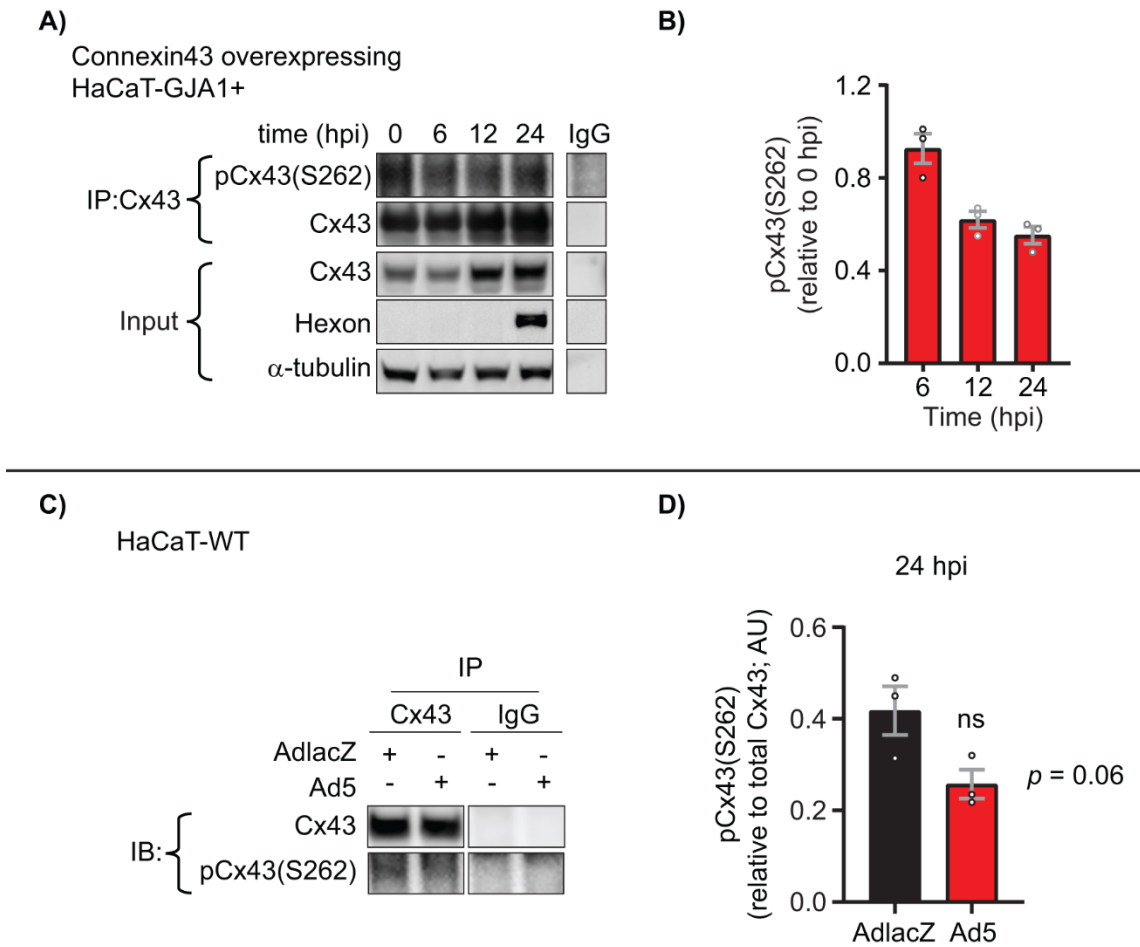 A)
Connexin43 overexpressing
HaCaT-GJA1+
time (hpi) 0 6 12 24 IgG
IP:Cx43
pCx43(S262)
Cx43
Input
Cx43
Hexon
α-tubulin
B)
pCx43(S262)
(relative to 0 hpi)
1.2
0.8
0.4
0.0
6 12 24
Time (hpi)
C)
HaCaT-WT
IP
Cx43 IgG
AdlacZ + - + -
Ad5 - + - +
IB:
Cx43
pCx43(S262)
D)
24 hpi
pCx43(S262)
(relative to total Cx43; AU)
0.6
0.4
0.2
0.0
ns
p = 0.06
AdlacZ Ad5